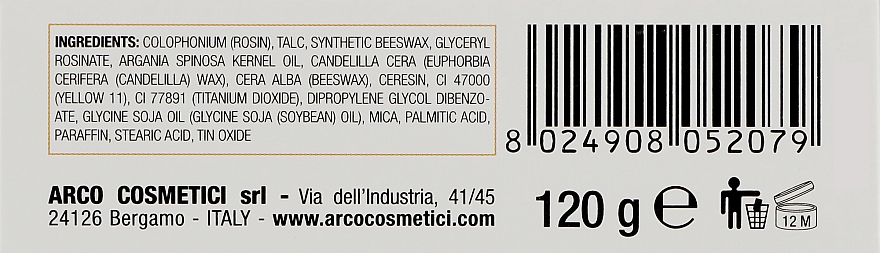 INGREDIENTS: COLOPHONIUM (ROSIN), TALC, SYNTHETIC BEESWAX, GLYCERYL
ROSINATE, ARGANIA SPINOSA KERNEL OIL, CANDELILLA CERA (EUPHORBIA
CERIFERA (CANDELILLA) WAX), CERA ALBA (BEESWAX), CERESIN, CI 47000
(YELLOW 11), CI 77891 (TITANIUM DIOXIDE), DIPROPYLENE GLYCOL DIBENZO-
ATE, GLYCINE SOJA OIL (GLYCINE SOJA (SOYBEAN) OIL), MICA, PALMITIC ACID,
PARAFFIN, STEARIC ACID, TIN OXIDE
8 024908 052079
ARCO COSMETICI srl - Via dell'Industria, 41/45
24126 Bergamo - ITALY - www.arcocosmetici.com
120 g e
12 M